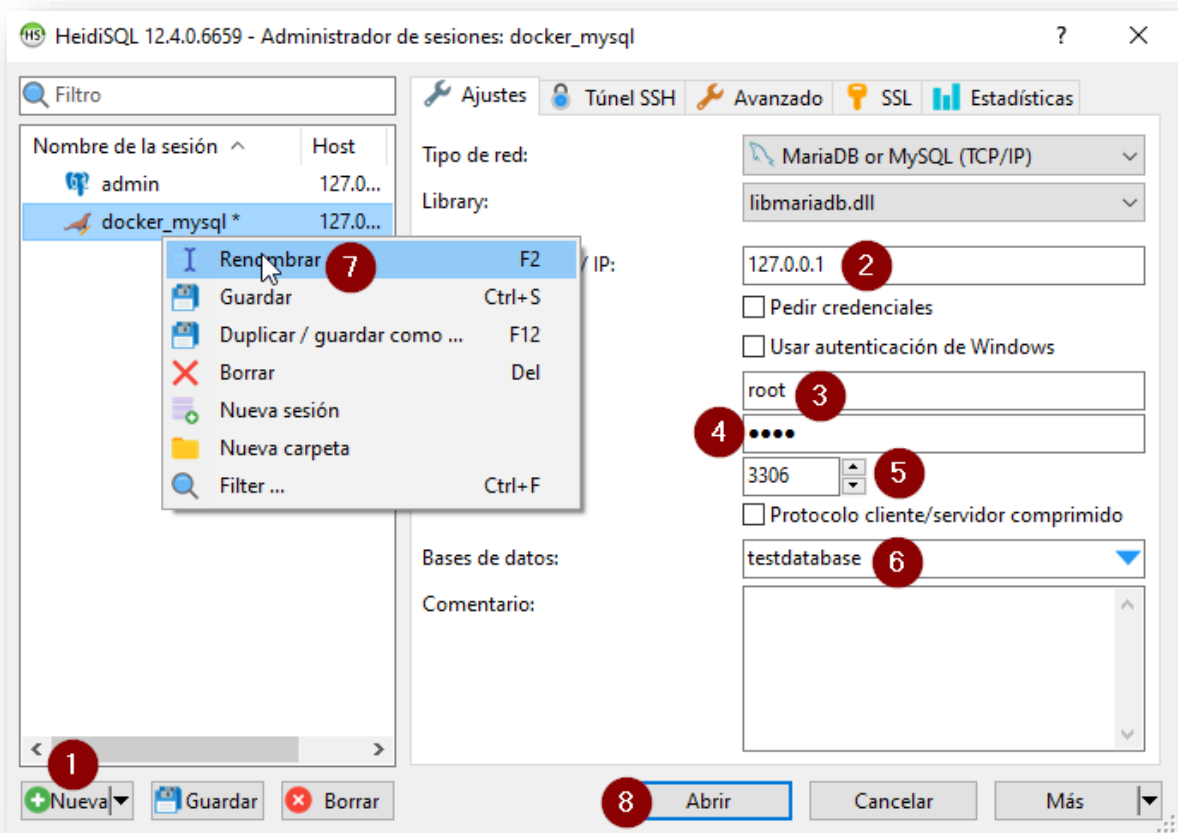 HeidiSQL 12.4.0.6659 - Administrador de sesiones: docker_mysql ?
Filtro
Nombre de la sesión Host
admin 127.0...
docker_mysql * 127.0...
Renombrar F2
7
Guardar Ctrl+S
Duplicar / guardar como ... F12
Borrar Del
Nueva sesión
Nueva carpeta
Filter ... Ctrl+F
1
Nueva Guardar Borrar
Ajustes Túnel SSH Avanzado SSL Estadísticas
Tipo de red: MariaDB or MySQL (TCP/IP)
Library: libmariadb.dll
/ IP: 127.0.0.1 2
Pedir credenciales
Usar autenticación de Windows
root 3
4 ●●●●
3306 5
Protocolo cliente/servidor comprimido
Bases de datos: testdatabase 6
Comentario:
8 Abrir Cancelar Más